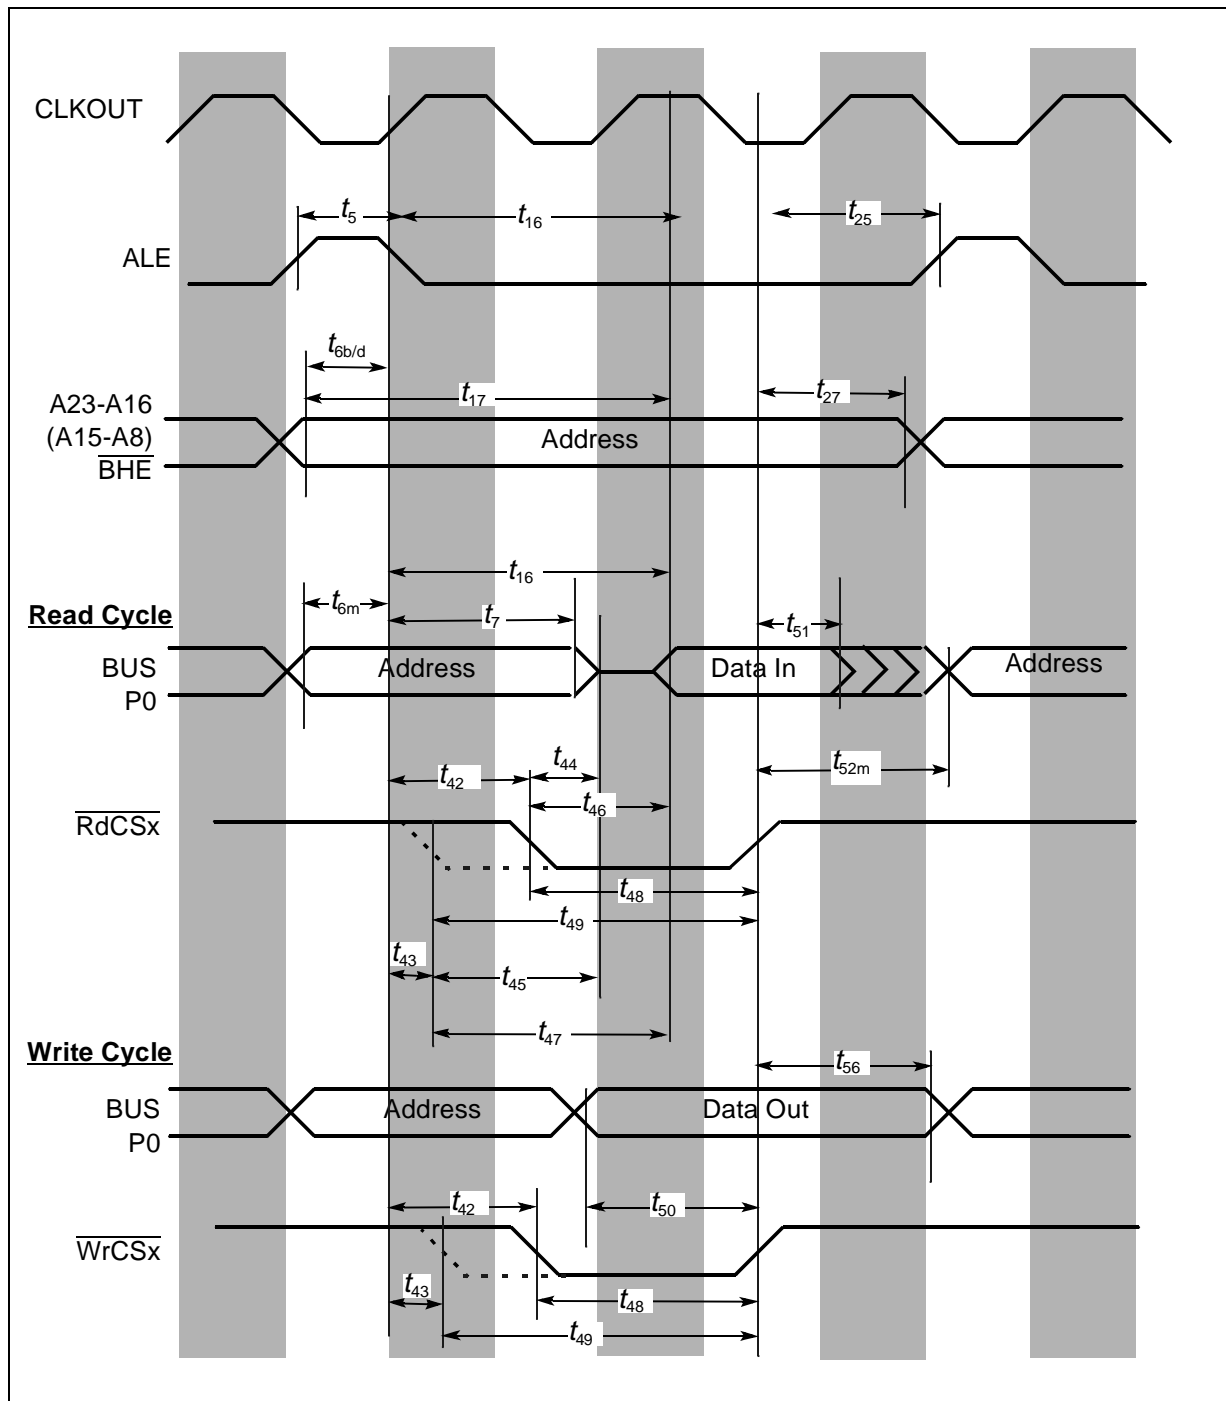 CLKOUT
t5 t16 t25
ALE
t6b/d
t17 t27
A23-A16
(A15-A8)
BHE
Address
t16
t6m t7 t51
Read Cycle
BUS
P0
Address Data In Address
t44
t42 t52m
t46
RdCSx
t48
t49
t43 t45
t47
Write Cycle
t56
BUS
P0
Address Data Out
t42 t50
WrCSx
t43 t48
t49